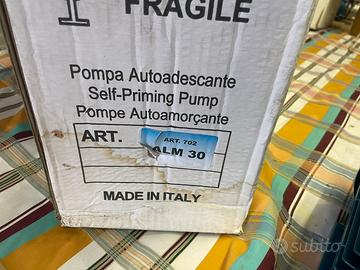 FRAGILE
Pompa Autoadescante
Self-Priming Pump
Pompe Autoamorçante
ART.
ART. 702
ALM 30
MADE IN ITALY
subito